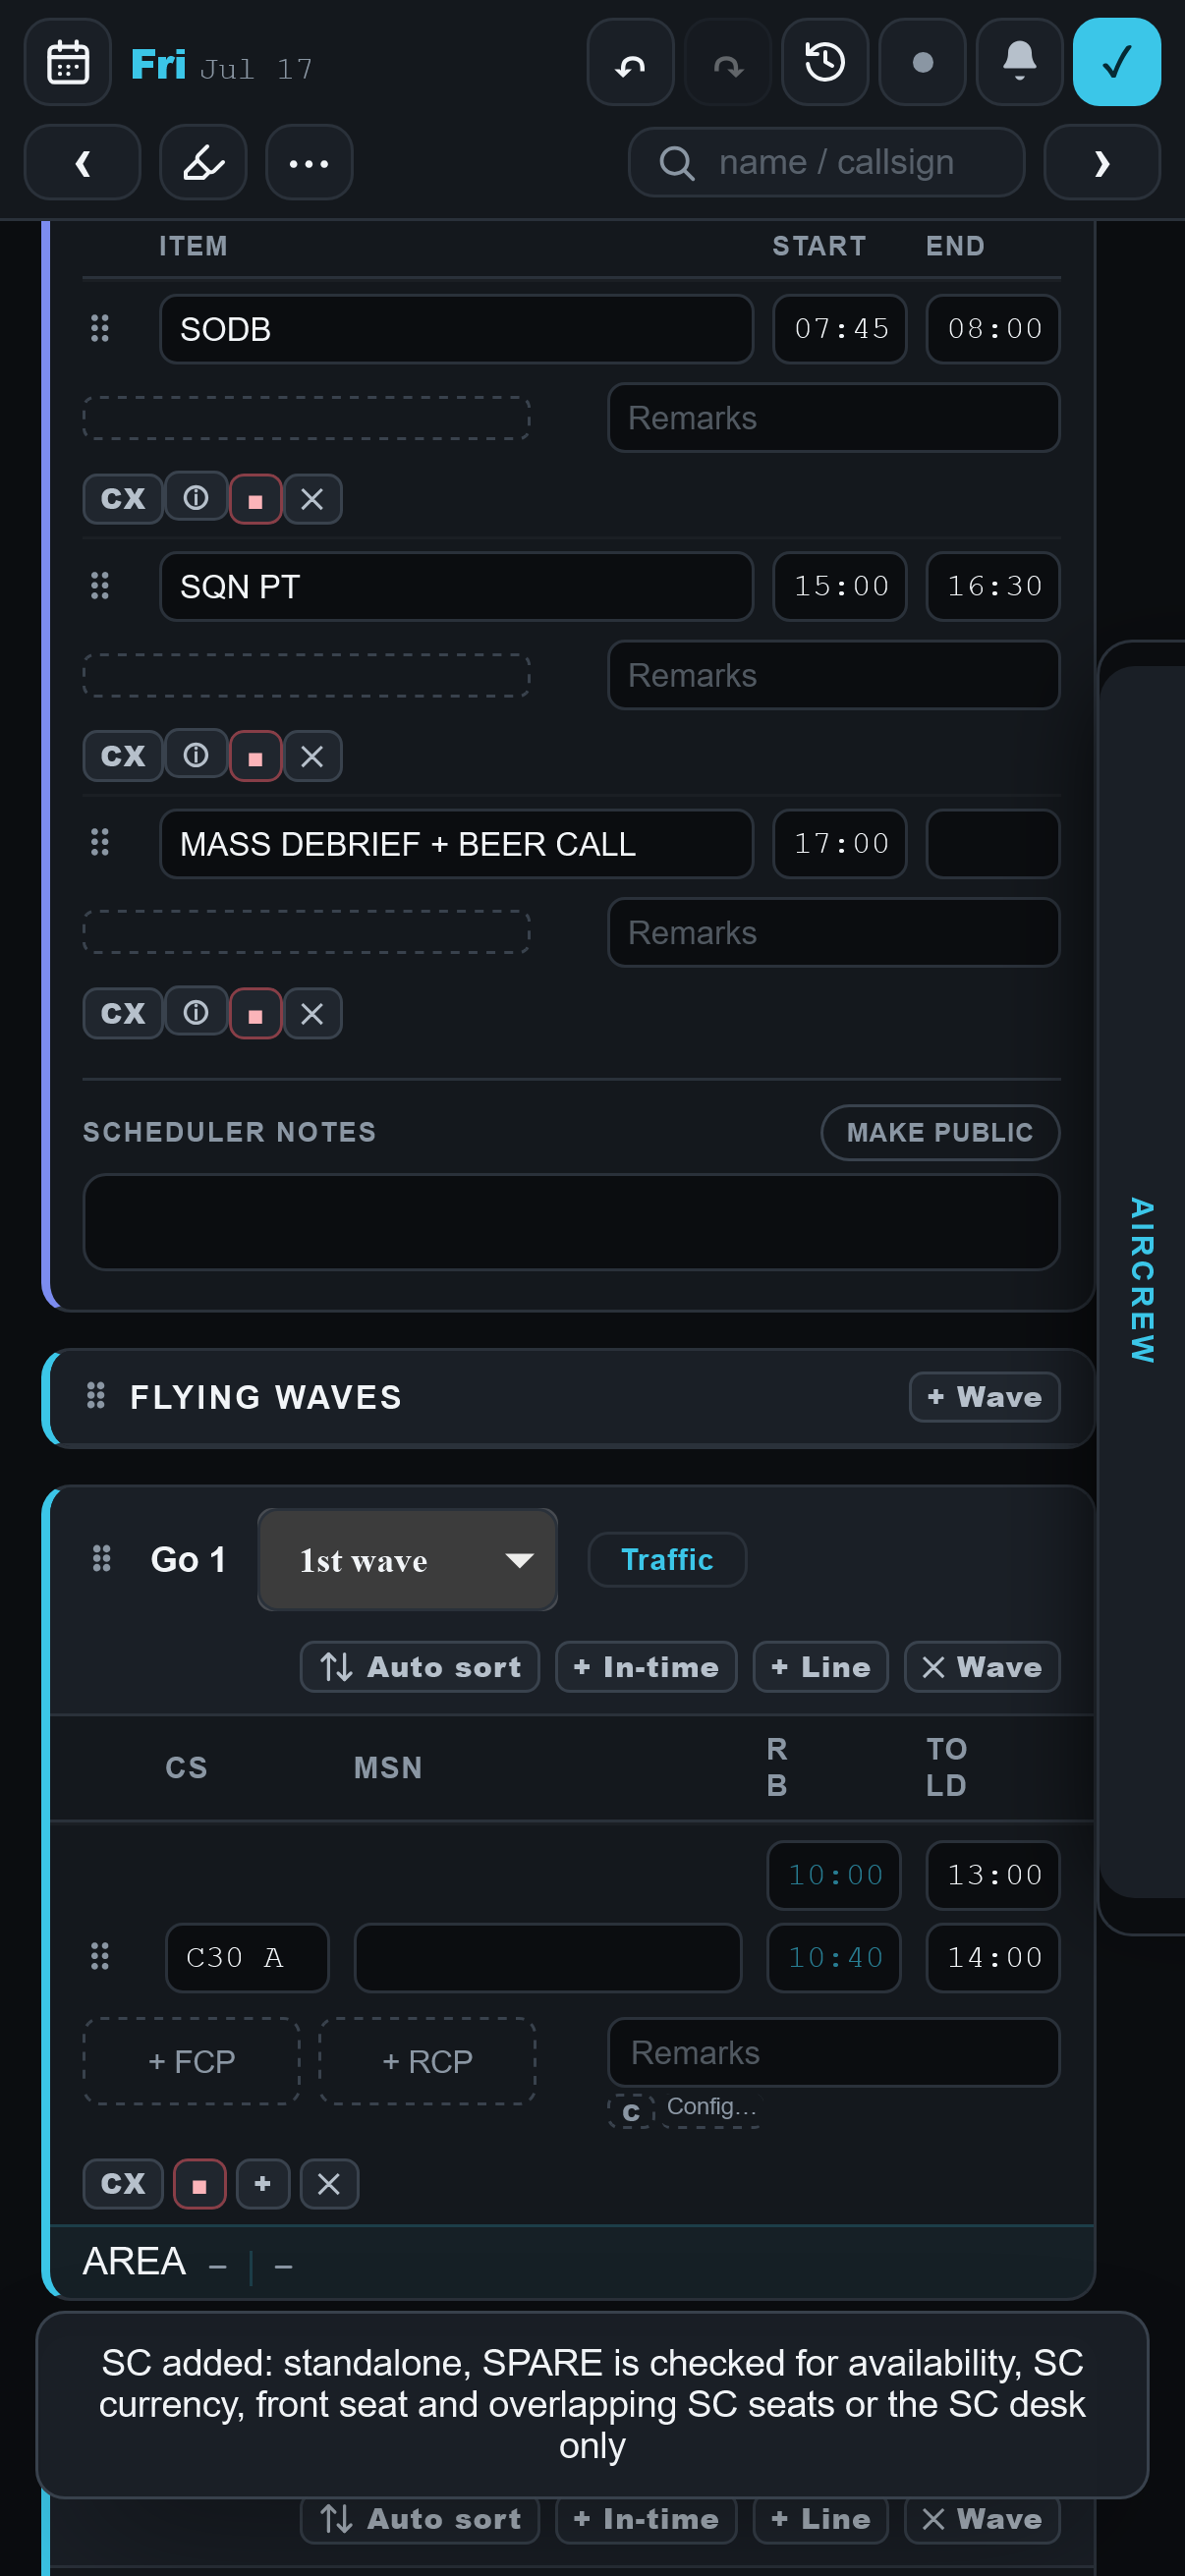 Fri Jul 17
name / callsign
ITEM START END
SODB 07:45 08:00
Remarks
CX
SQN PT 15:00 16:30
Remarks
CX
MASS DEBRIEF + BEER CALL 17:00
Remarks
CX
SCHEDULER NOTES MAKE PUBLIC
AIRCREW
FLYING WAVES + Wave
Go 1 1st wave Traffic
Auto sort + In-time + Line × Wave
CS MSN R TO
B LD
10:00 13:00
C30 A 10:40 14:00
+ FCP + RCP Remarks
C Config...
CX + ×
AREA – | –
SC added: standalone, SPARE is checked for availability, SC
currency, front seat and overlapping SC seats or the SC desk
only
Auto sort + In-time + Line × Wave